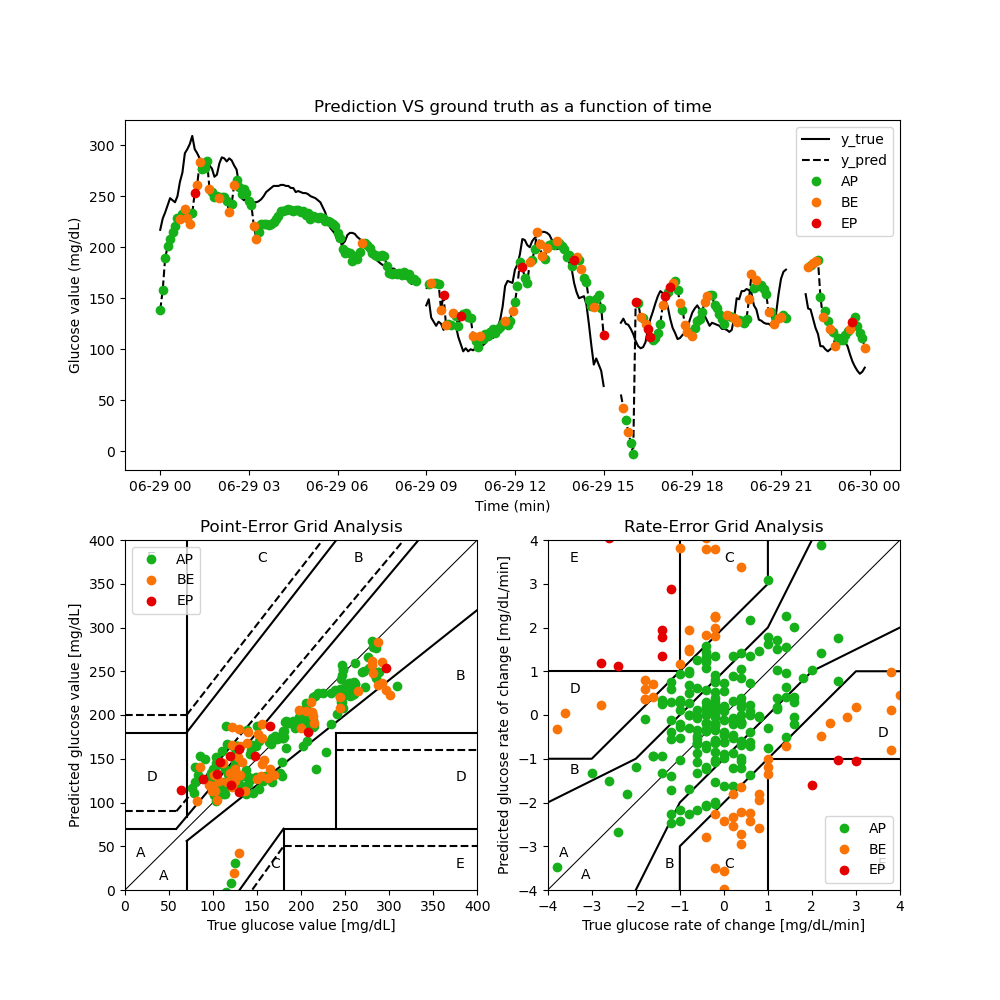 Prediction VS ground truth as a function of time
Glucose value (mg/dL)
300
250
200
150
100
50
0
y_true
y_pred
AP
BE
EP
06-29 00 06-29 03 06-29 06 06-29 09 06-29 12 06-29 15 06-29 18 06-29 21 06-30 00
Time (min)
Point-Error Grid Analysis
Predicted glucose value [mg/dL]
400
350
300
250
200
150
100
50
0
AP
BE
EP
C B
B
D D
A
A
C E
0 50 100 150 200 250 300 350 400
True glucose value [mg/dL]
Rate-Error Grid Analysis
Predicted glucose rate of change [mg/dL/min]
4
3
2
1
0
−1
−2
−3
−4
E C
D
D
B
A
A
B C
AP
BE
EP
−4 −3 −2 −1 0 1 2 3 4
True glucose rate of change [mg/dL/min]